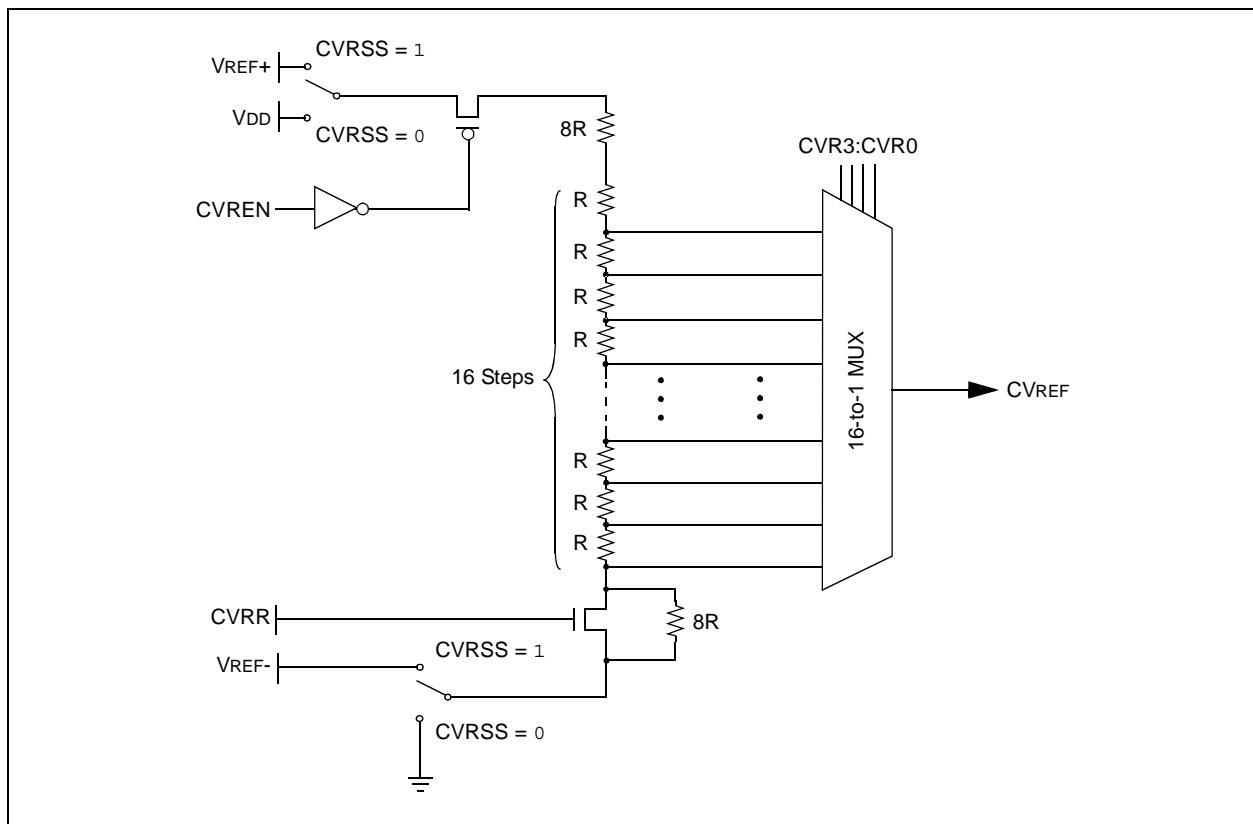 CVRSS = 1
VREF+
VDD
CVRSS = 0
8R
CVR3:CVR0
CVREN
R
R
R
R
16 Steps
16-to-1 MUX
CVREF
R
R
R
CVRR
8R
CVRSS = 1
VREF-
CVRSS = 0